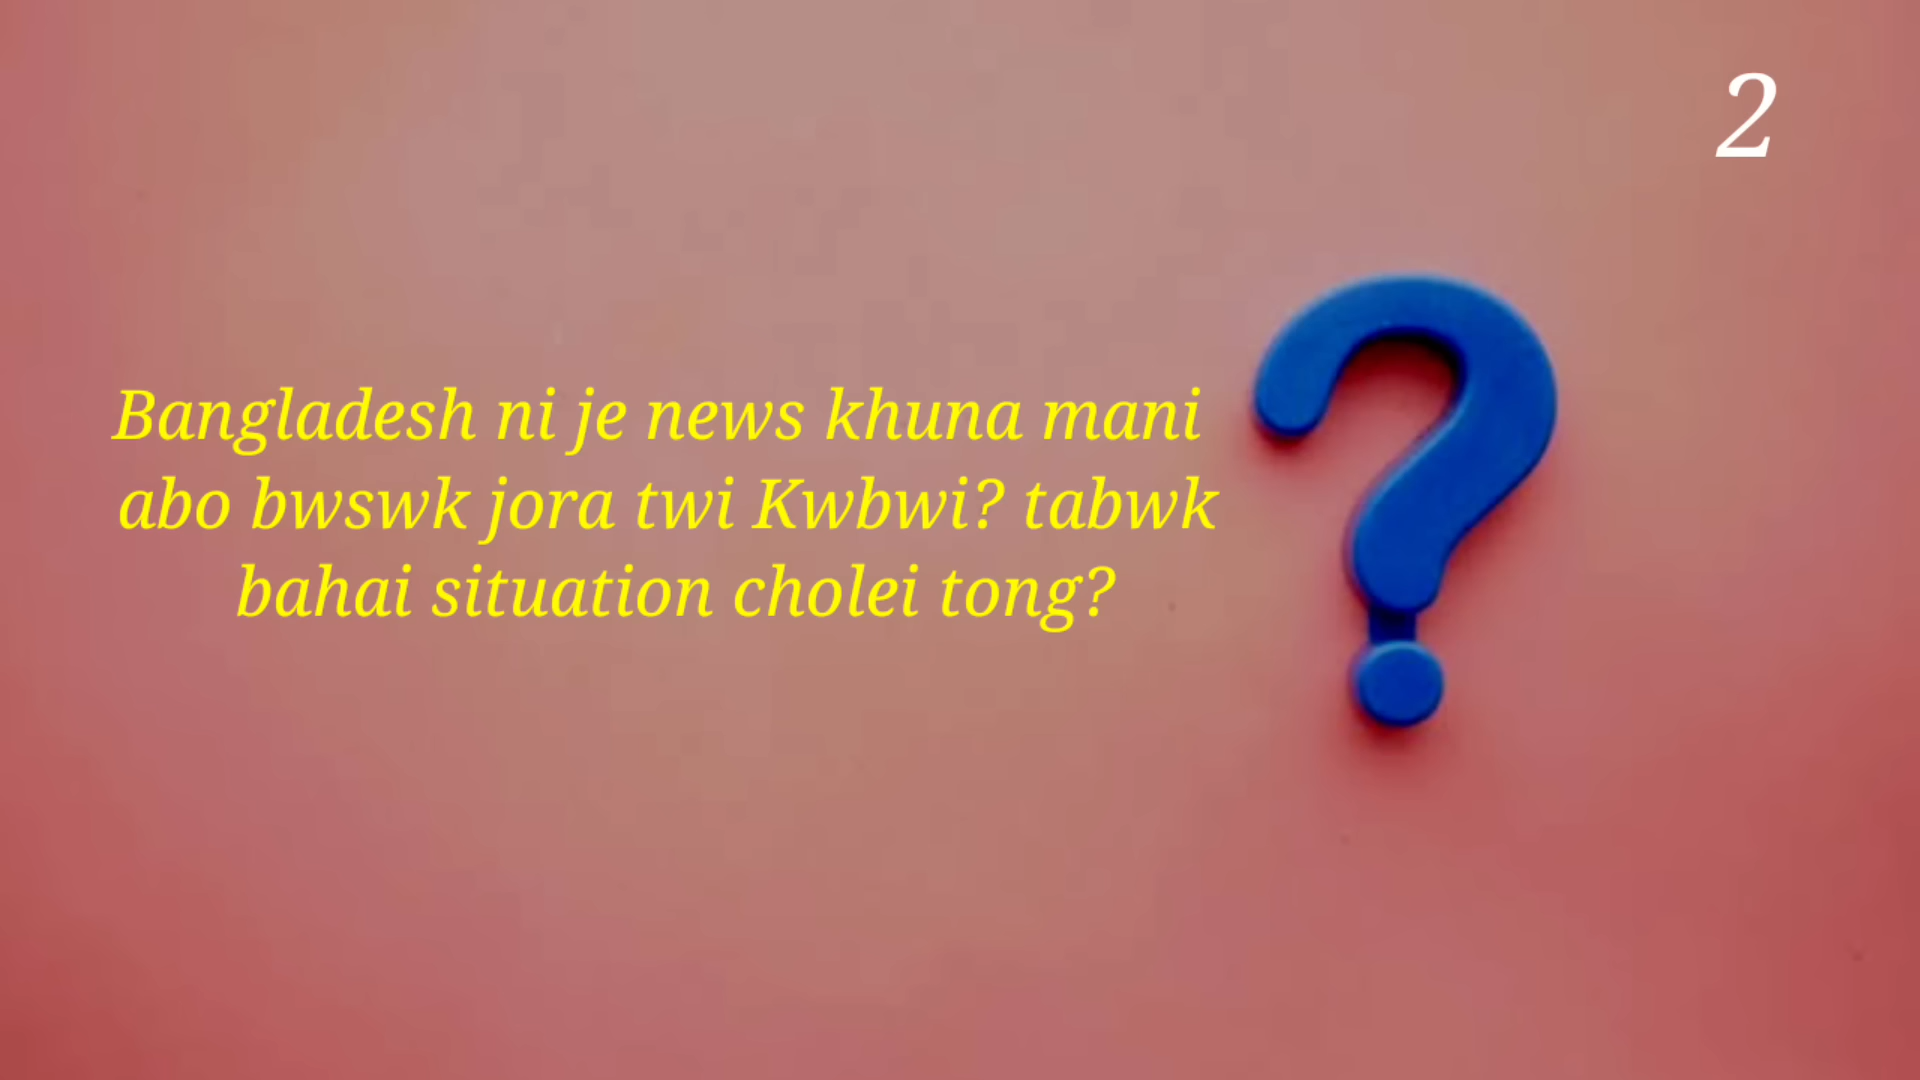 2
Bangladesh ni je news khuna mani
abo bwswk jora twi Kwbwi? tabwk
bahai situation cholei tong?